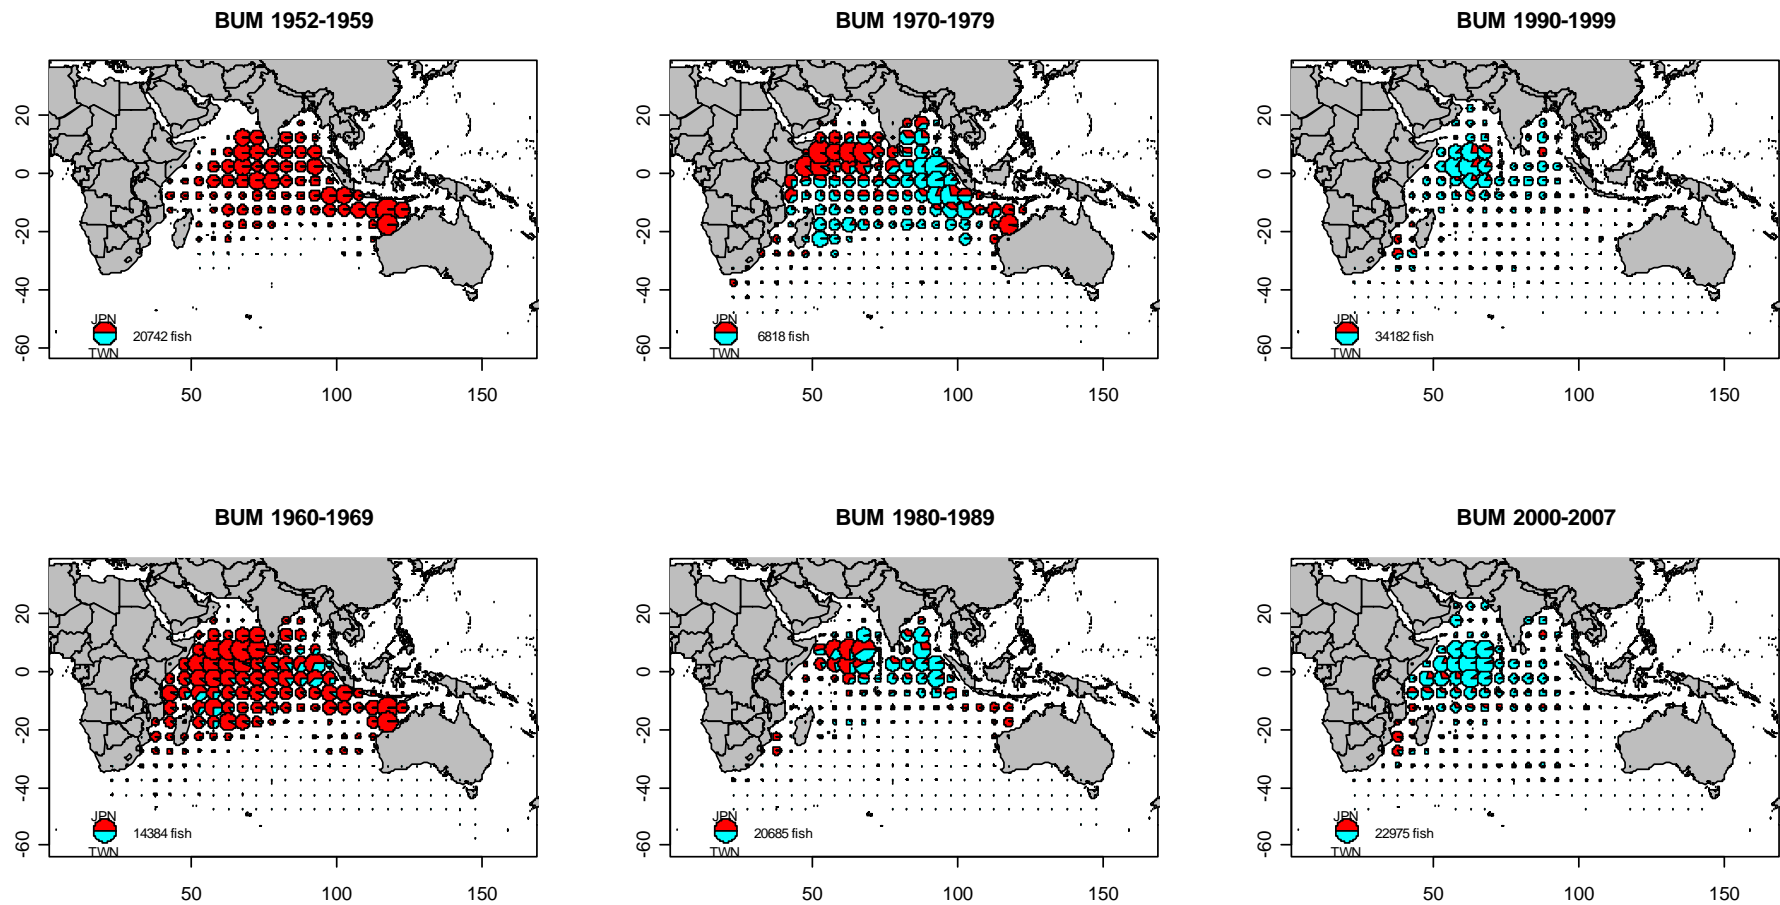 BUM 1952-1959
20
0
-20
-40
-60
JPN
TWN
20742 fish
50
100
150
BUM 1970-1979
20
0
-20
-40
-60
JPN
TWN
6818 fish
50
100
150
BUM 1990-1999
20
0
-20
-40
-60
JPN
TWN
34182 fish
50
100
150
BUM 1960-1969
20
0
-20
-40
-60
JPN
TWN
14384 fish
50
100
150
BUM 1980-1989
20
0
-20
-40
-60
JPN
TWN
20685 fish
50
100
150
BUM 2000-2007
20
0
-20
-40
-60
JPN
TWN
22975 fish
50
100
150